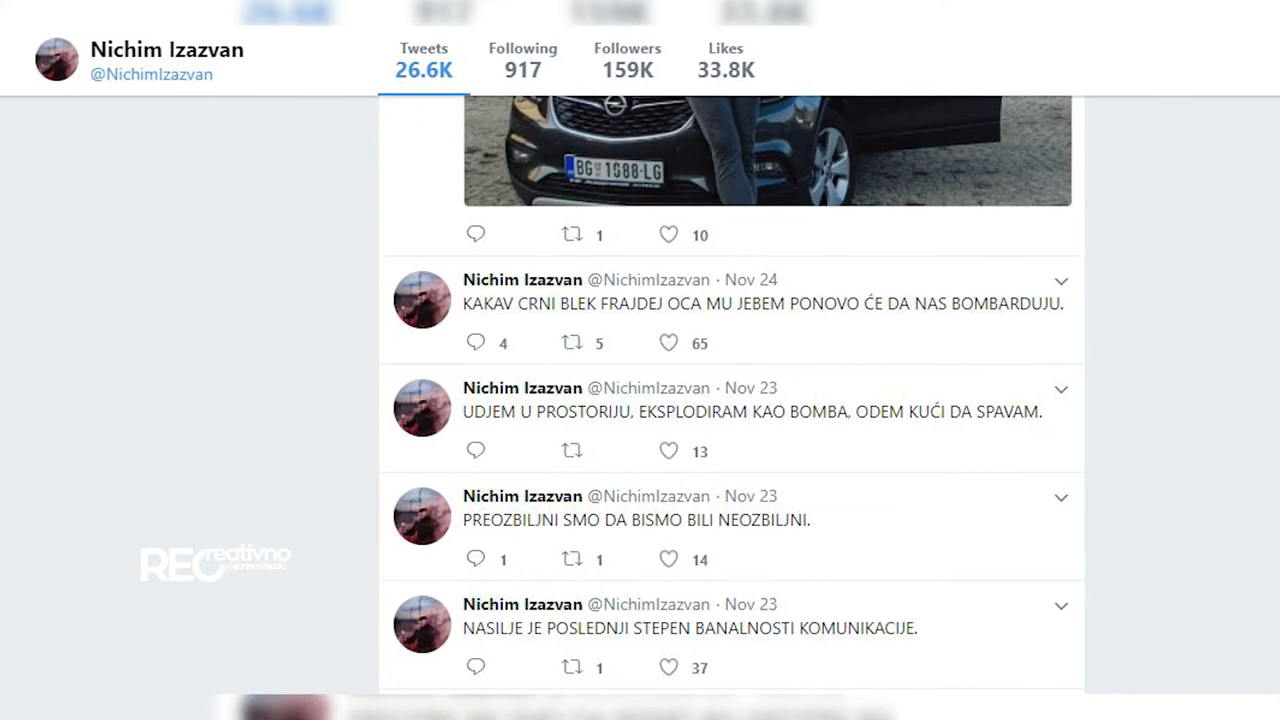 Nichim Izazvan
@NichimIzazvan
Tweets
26.6K
Following
917
Followers
159K
Likes
33.8K
BG 1088-LG
1
10
Nichim Izazvan @NichimIzazvan · Nov 24
KAKAV CRNI BLEK FRAJDEJ OCA MU JEBEM PONOVO ĆE DA NAS BOMBARDUJU.
4
5
65
Nichim Izazvan @NichimIzazvan · Nov 23
UDJEM U PROSTORIJU, EKSPLODIRAM KAO BOMBA, ODEM KUĆI DA SPAVAM.
13
Nichim Izazvan @NichimIzazvan · Nov 23
PREOZBILJNI SMO DA BISMO BILI NEOZBILJNI.
1
1
14
Nichim Izazvan @NichimIzazvan · Nov 23
NASILJE JE POSLEDNJI STEPEN BANALNOSTI KOMUNIKACIJE.
1
37
RECreativno